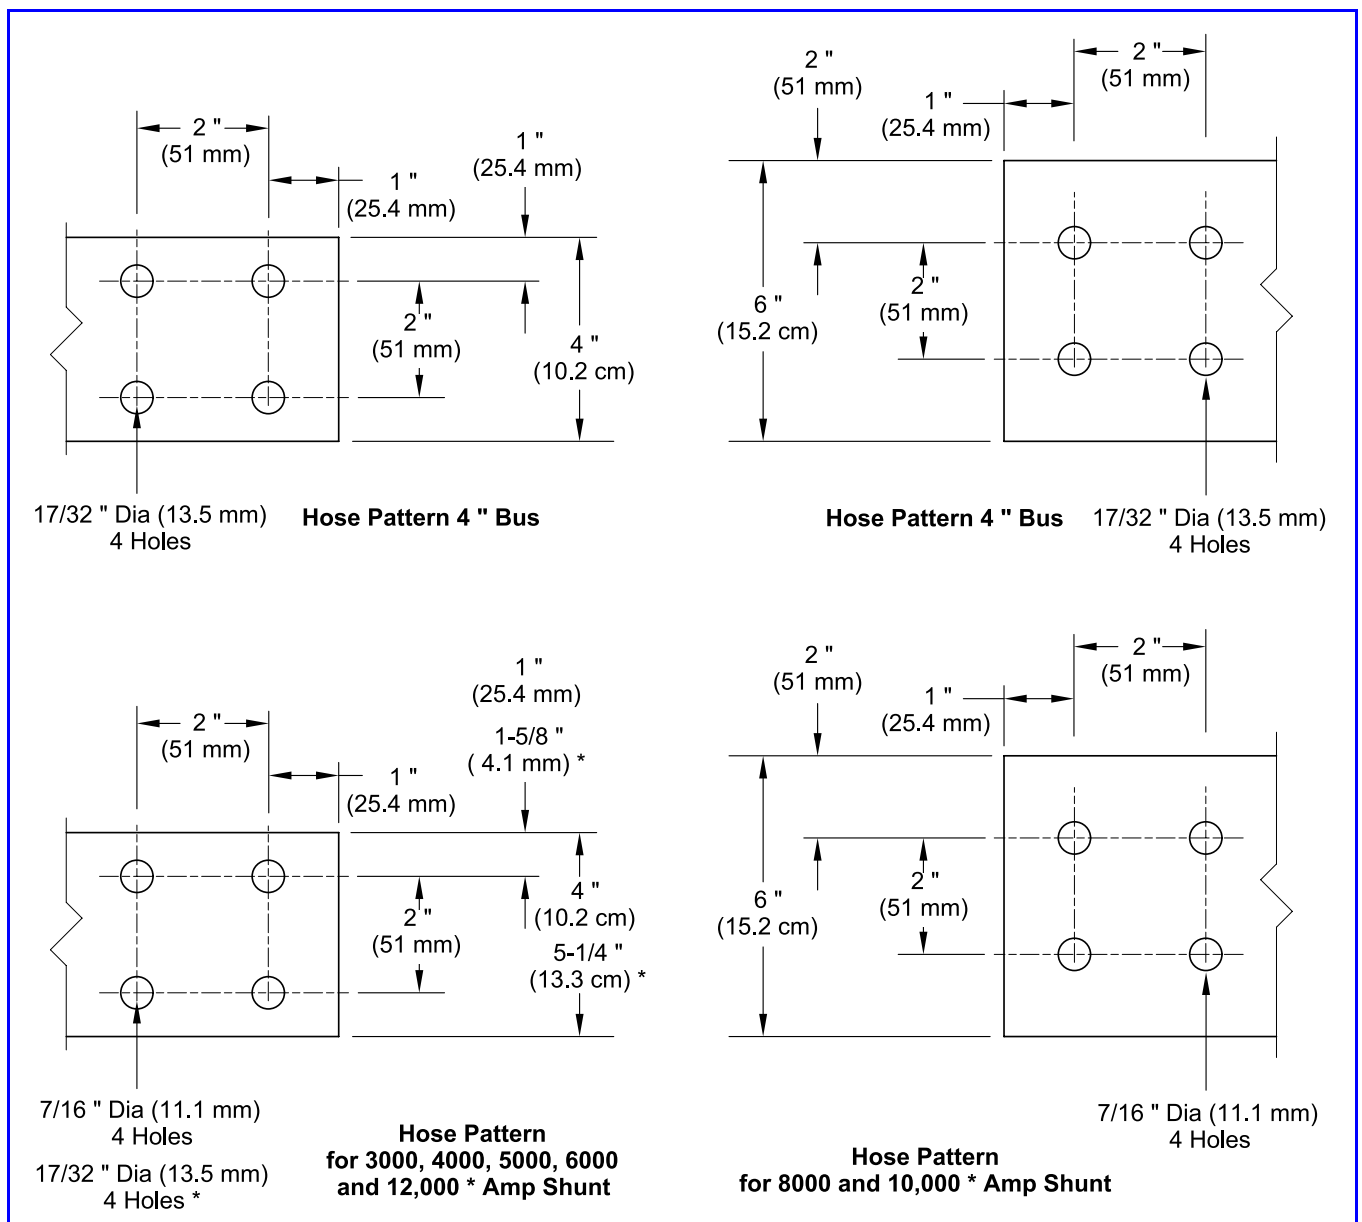 2 "
(51 mm)
1 "
(25.4 mm)
1 "
(25.4 mm)
2 "
(51 mm)
4 "
(10.2 cm)
17/32 " Dia (13.5 mm)
4 Holes
Hose Pattern 4 " Bus
2 "
(51 mm)
2 "
(51 mm)
1 "
(25.4 mm)
2 "
(51 mm)
6 "
(15.2 cm)
Hose Pattern 4 " Bus
17/32 " Dia (13.5 mm)
4 Holes
1 "
(25.4 mm)
1-5/8 "
( 4.1 mm) *
2 "
(51 mm)
1 "
(25.4 mm)
2 "
(51 mm)
4 "
(10.2 cm)
5-1/4 "
(13.3 cm) *
7/16 " Dia (11.1 mm)
4 Holes
17/32 " Dia (13.5 mm)
4 Holes *
Hose Pattern
for 3000, 4000, 5000, 6000
and 12,000 * Amp Shunt
2 "
(51 mm)
2 "
(51 mm)
1 "
(25.4 mm)
2 "
(51 mm)
6 "
(15.2 cm)
7/16 " Dia (11.1 mm)
4 Holes
Hose Pattern
for 8000 and 10,000 * Amp Shunt